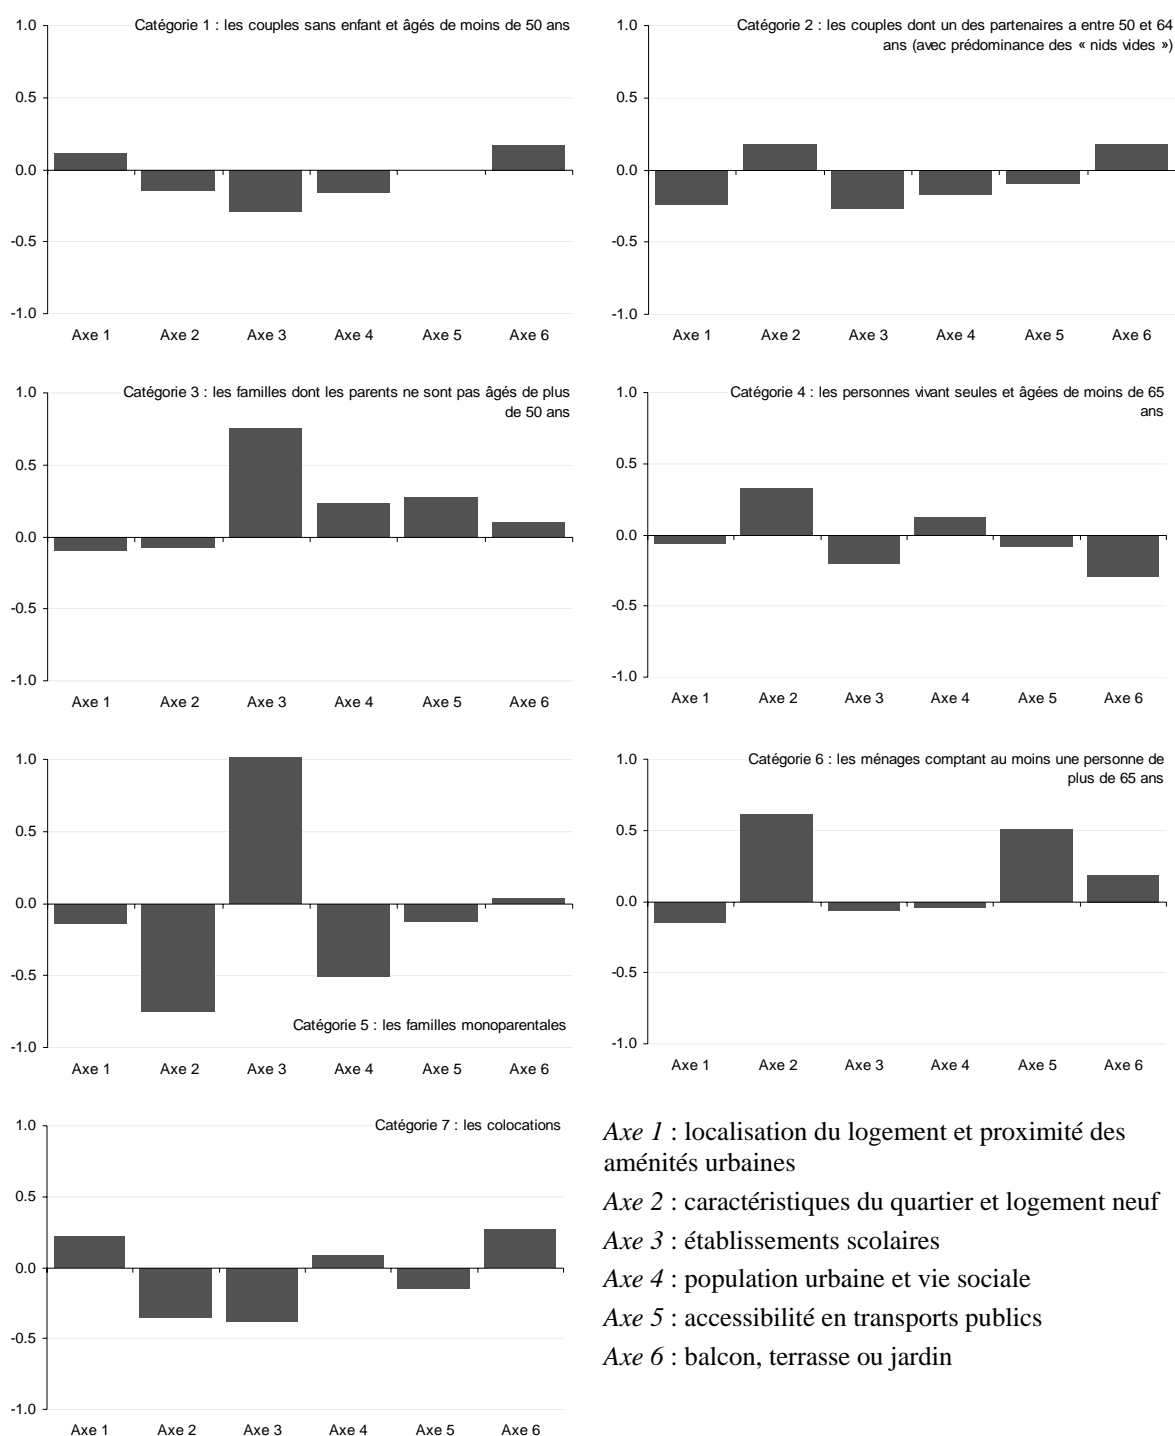 Catégorie 1 : les couples sans enfant et âgés de moins de 50 ans
1.0
0.5
0.0
-0.5
-1.0
Axe 1 Axe 2 Axe 3 Axe 4 Axe 5 Axe 6
Catégorie 2 : les couples dont un des partenaires a entre 50 et 64
ans (avec prédominance des « nids vides »)
1.0
0.5
0.0
-0.5
-1.0
Axe 1 Axe 2 Axe 3 Axe 4 Axe 5 Axe 6
Catégorie 3 : les familles dont les parents ne sont pas âgés de plus
de 50 ans
1.0
0.5
0.0
-0.5
-1.0
Axe 1 Axe 2 Axe 3 Axe 4 Axe 5 Axe 6
Catégorie 4 : les personnes vivant seules et âgées de moins de 65
ans
1.0
0.5
0.0
-0.5
-1.0
Axe 1 Axe 2 Axe 3 Axe 4 Axe 5 Axe 6
1.0
0.5
0.0
-0.5
-1.0
Catégorie 5 : les familles monoparentales
Axe 1 Axe 2 Axe 3 Axe 4 Axe 5 Axe 6
Catégorie 6 : les ménages comptant au moins une personne de
plus de 65 ans
1.0
0.5
0.0
-0.5
-1.0
Axe 1 Axe 2 Axe 3 Axe 4 Axe 5 Axe 6
Catégorie 7 : les colocations
1.0
0.5
0.0
-0.5
-1.0
Axe 1 Axe 2 Axe 3 Axe 4 Axe 5 Axe 6
Axe 1 : localisation du logement et proximité des
aménités urbaines
Axe 2 : caractéristiques du quartier et logement neuf
Axe 3 : établissements scolaires
Axe 4 : population urbaine et vie sociale
Axe 5 : accessibilité en transports publics
Axe 6 : balcon, terrasse ou jardin